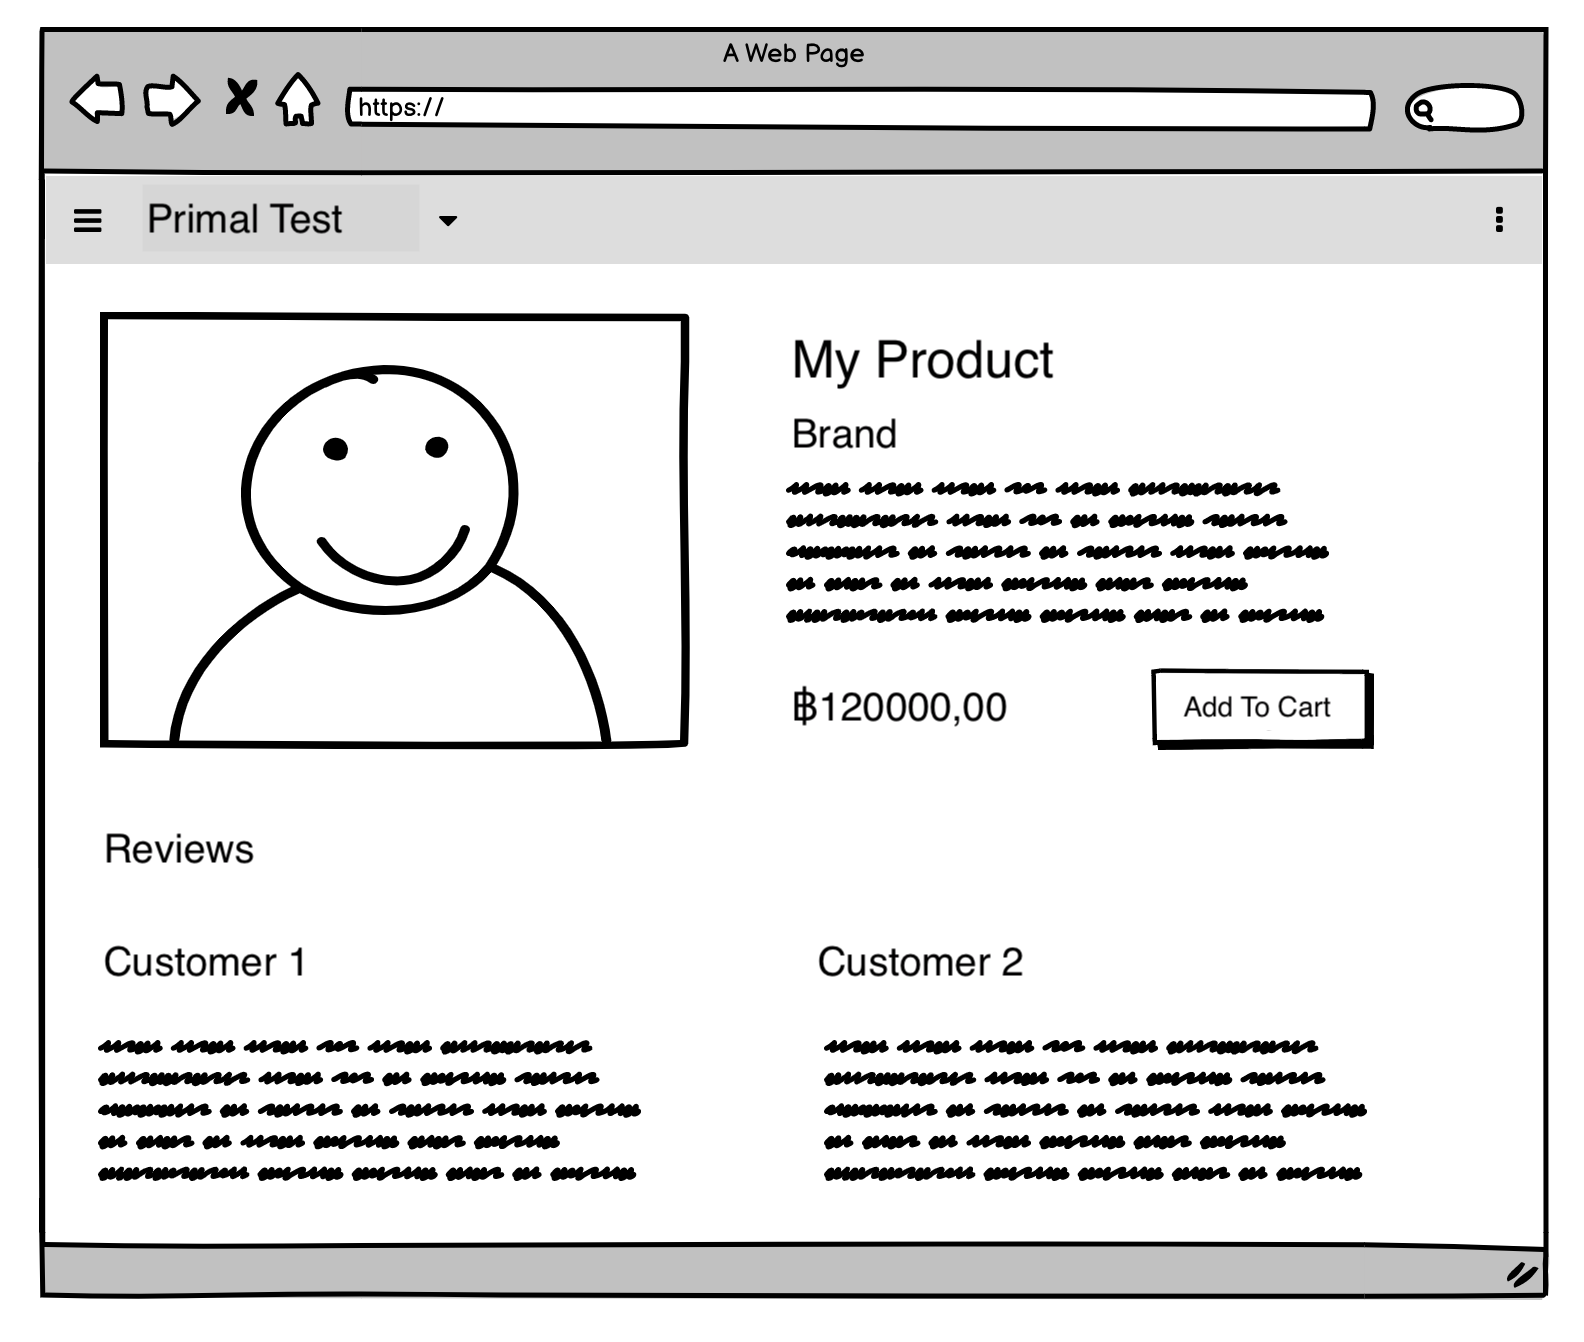 A Web Page
https://
Primal Test
My Product
Brand
฿120000,00
Add To Cart
Reviews
Customer 1
Customer 2